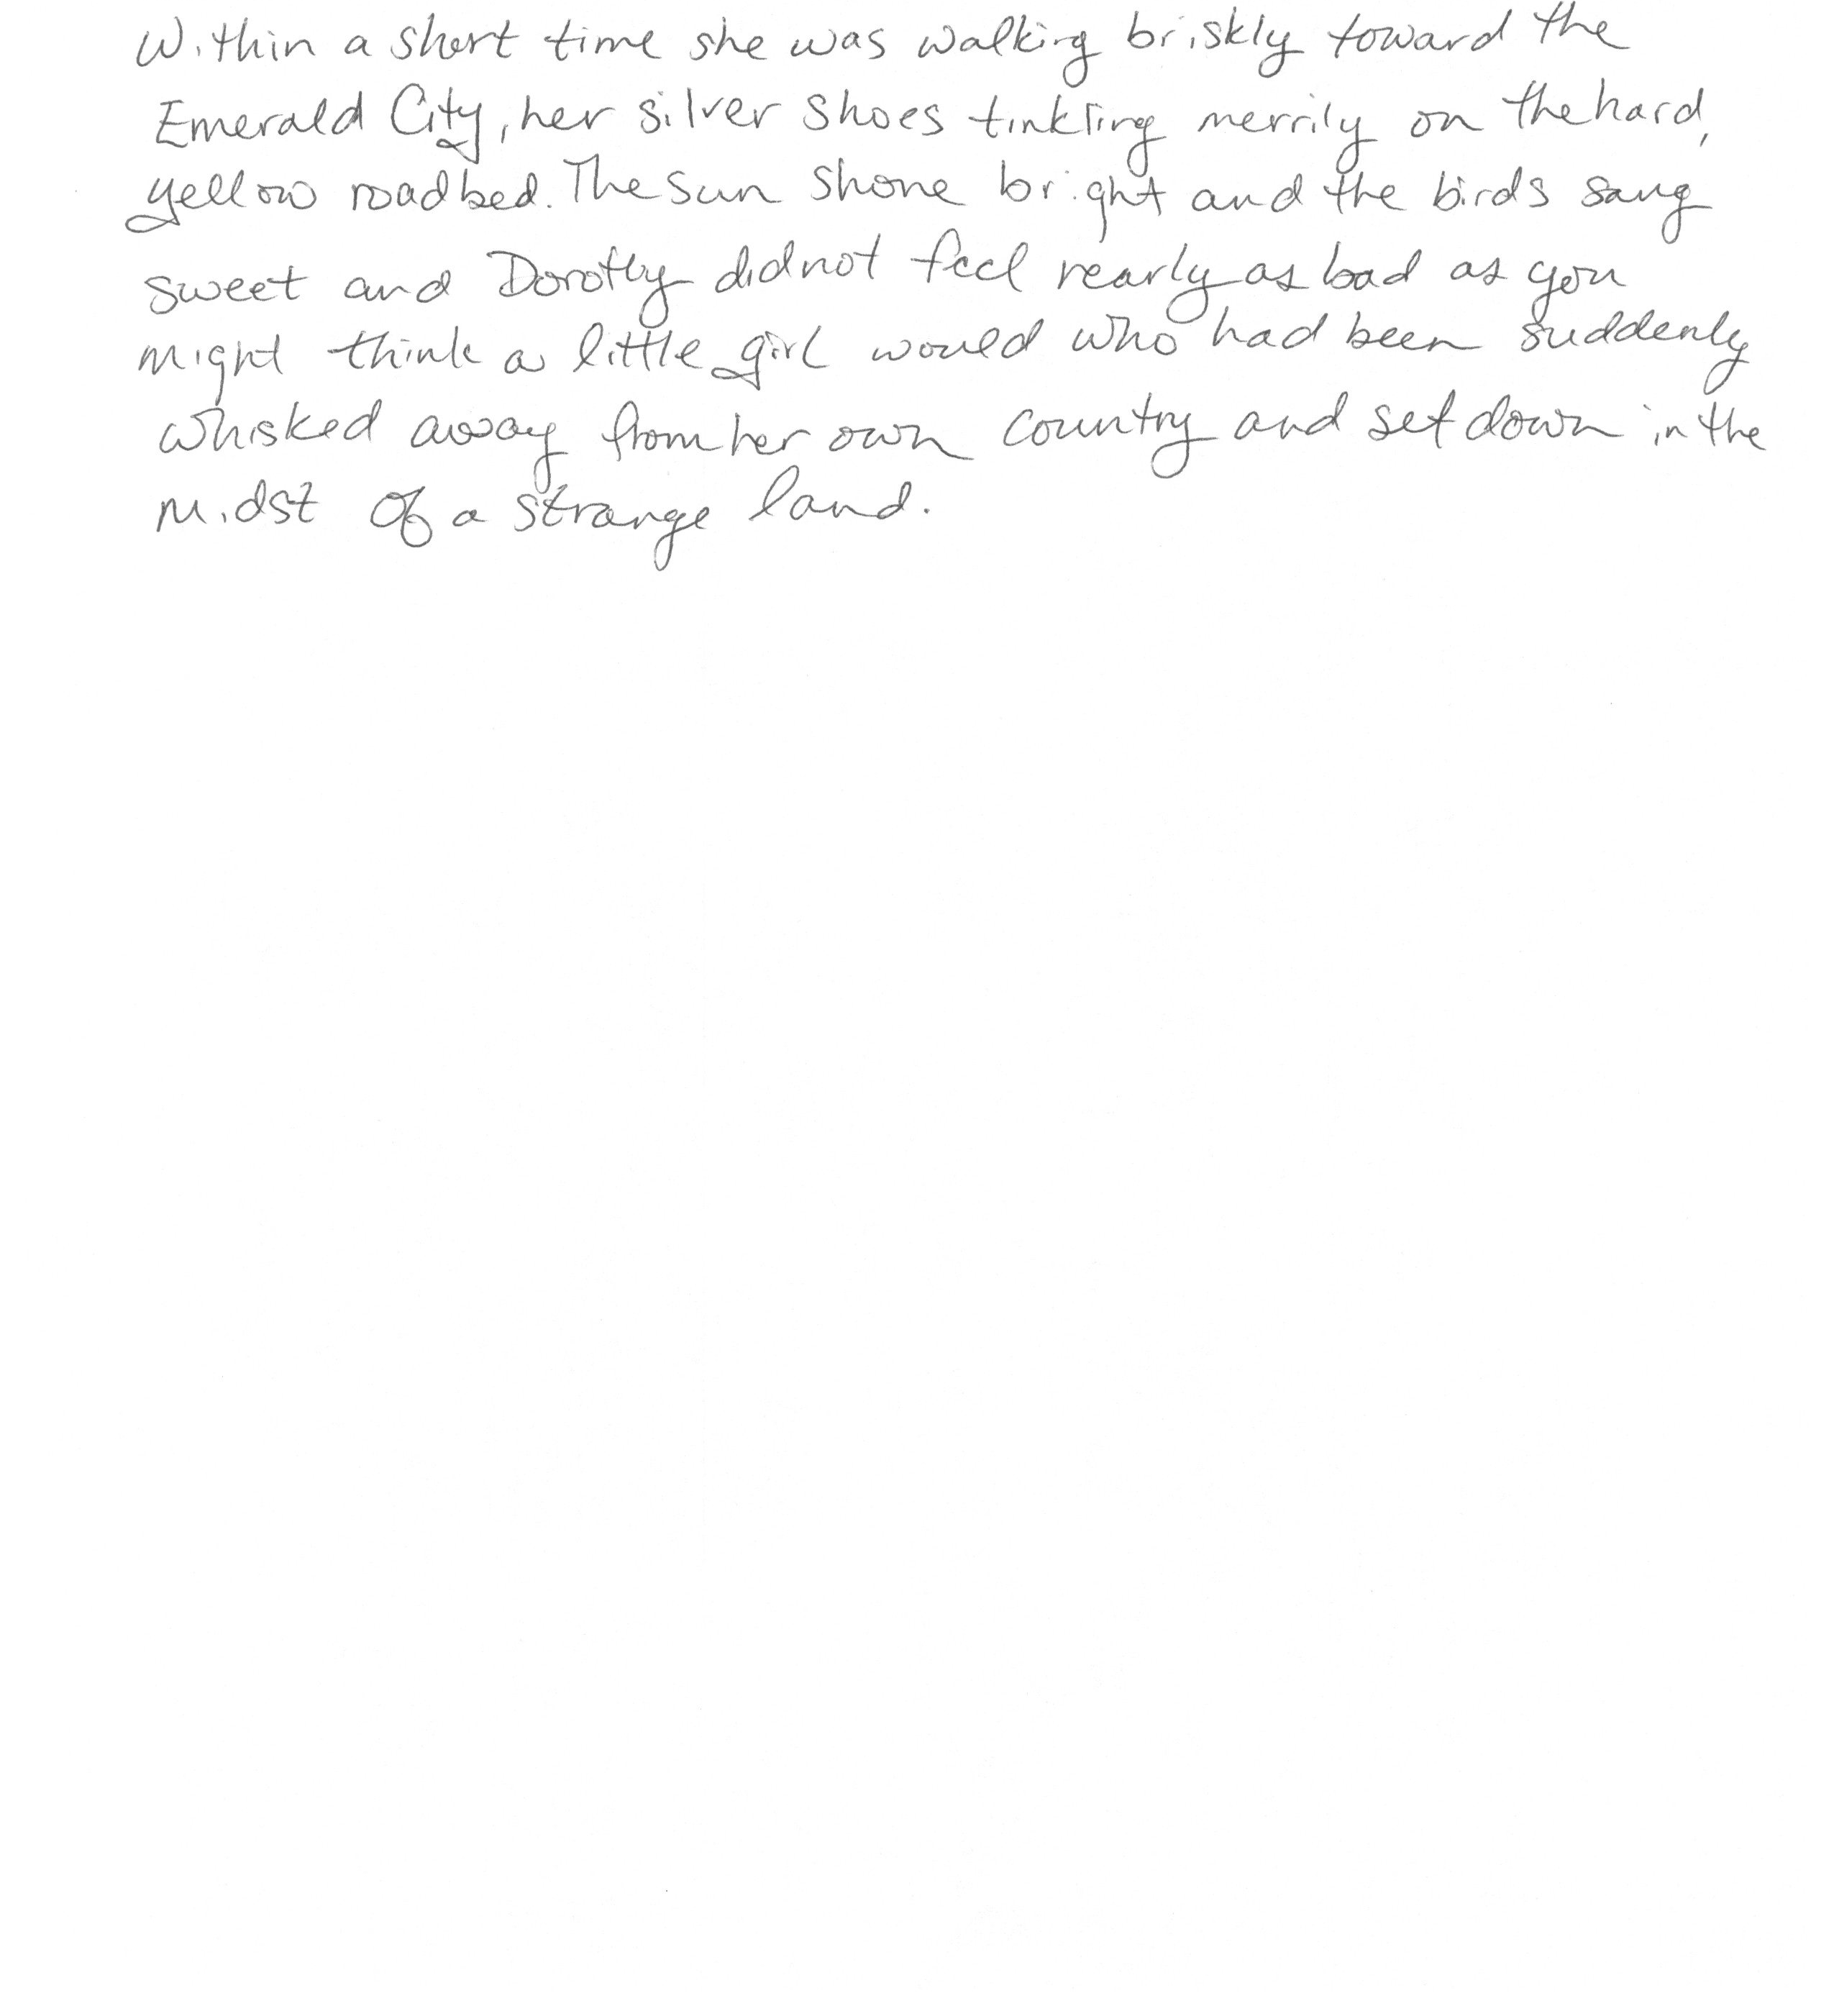 Within a short time she was walking briskly toward the
Emerald City, her silver shoes tinkling merrily on the hard,
yellow roadbed. The sun shone bright and the birds sang
sweet and Dorothy did not feel nearly as bad as you
might think a little girl would who had been suddenly
whisked away from her own country and set down in the
midst of a strange land.